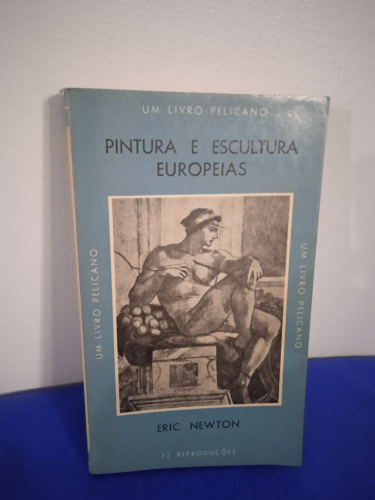 UM LIVRO PELICANO
PINTURA E ESCULTURA
EUROPEIAS
UM LIVRO PELICANO
UM LIVRO PELICANO
ERIC NEWTON
32 REPRODUÇÕES